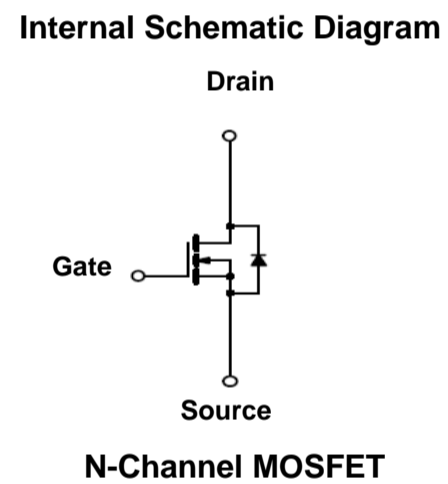 Internal Schematic Diagram
Drain
Gate
Source
N-Channel MOSFET